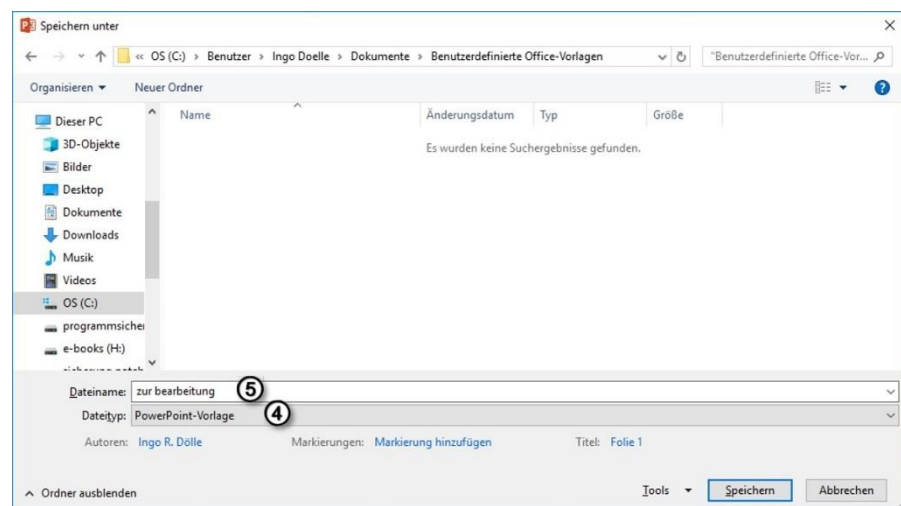 Speichern unter
« OS (C:) › Benutzer › Ingo Doelle › Dokumente › Benutzerdefinierte Office-Vorlagen
"Benutzerdefinierte Office-Vor...
Organisieren Neuer Ordner
Name Änderungsdatum Typ Größe
Es wurden keine Suchergebnisse gefunden.
Dieser PC
3D-Objekte
Bilder
Desktop
Dokumente
Downloads
Musik
Videos
OS (C:)
programmsicher
e-books (H:)
Dateiname: zur bearbeitung 5
Dateityp: PowerPoint-Vorlage 4
Autoren: Ingo R. Dölle Markierungen: Markierung hinzufügen Titel: Folie 1
Ordner ausblenden Tools Speichern Abbrechen